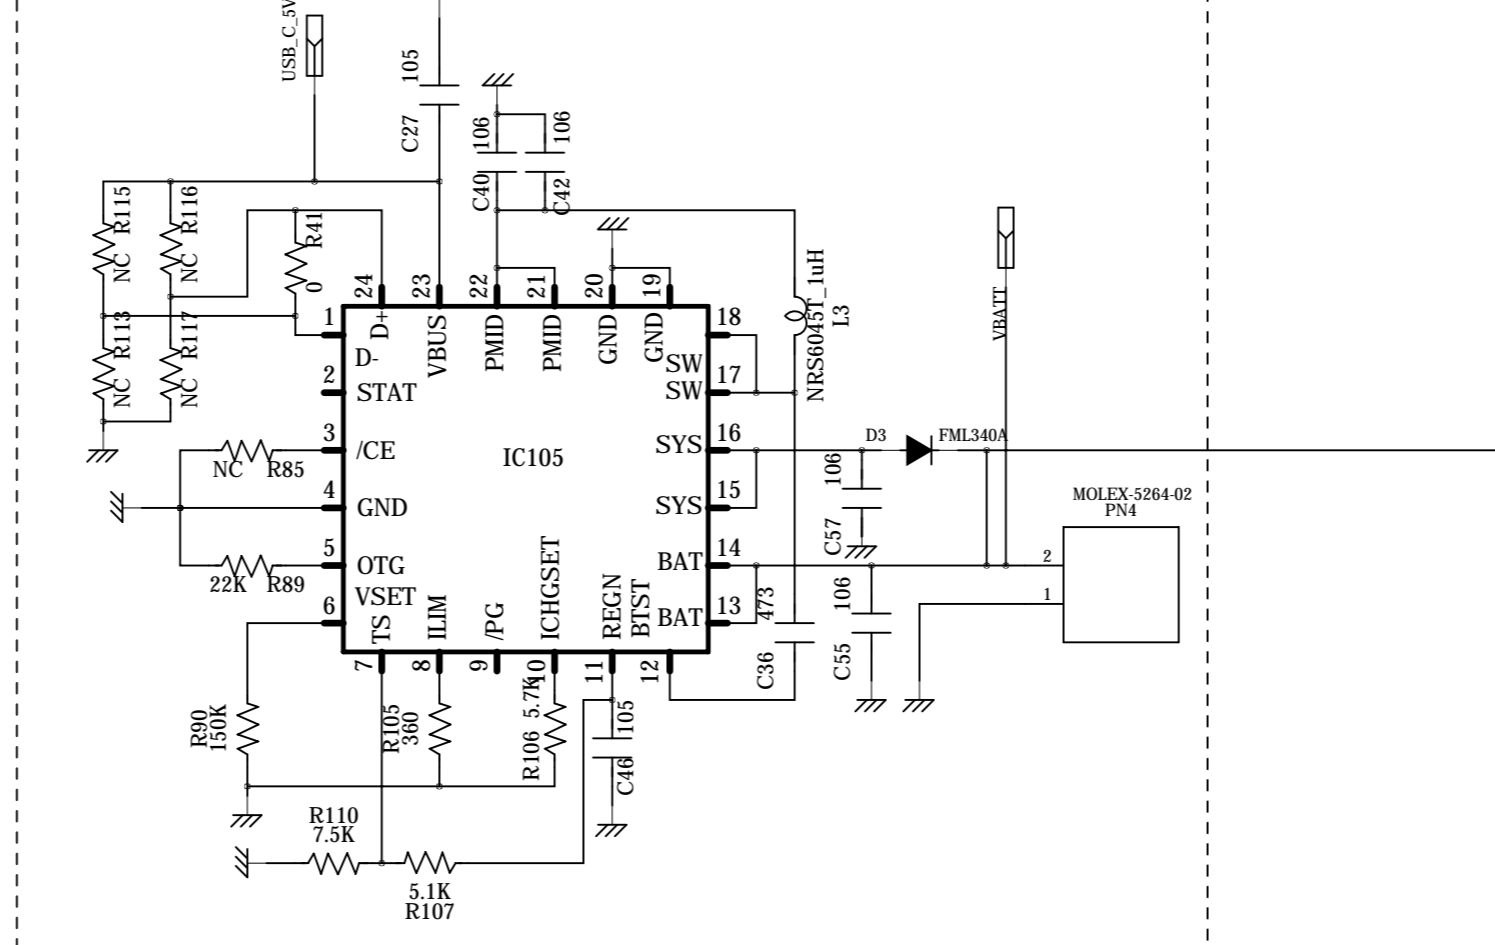 USB_C_5V
105
C27
106
C40
106
C42
R115
NC
R116
NC
R41
0
R113
NC
R117
NC
24
23
22
21
20
19
D+
VBUS
PMID
PMID
GND
GND
1
D-
2
STAT
3
/CE
4
GND
5
OTG
6
VSET
NC R85
22K R89
IC105
18
SW
17
SW
16
SYS
15
SYS
14
BAT
13
BAT
TS
ILIM
/PG
ICHGSET
REGN
BTST
7
8
9
10
11
12
NRS6045T_1uH
L3
VBATT
D3
FML340A
106
C57
MOLEX-5264-02
PN4
2
1
473
C36
106
C55
R90
150K
R105
360
R106 5.7K
105
C46
R110
7.5K
5.1K
R107